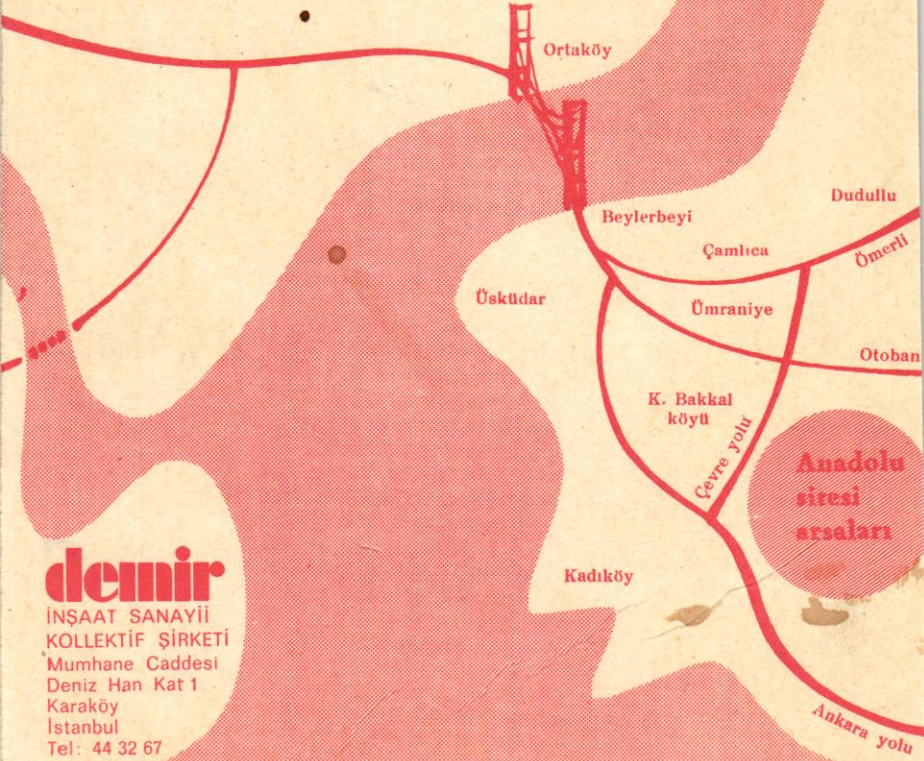 Ortaköy
Beylerbeyi
Dudullu
Çamlıca
Ömerli
Üsküdar
Ümraniye
Otoban
K. Bakkal
köyü
Çevre yolu
Anadolu
sitesi
arsaları
Kadıköy
Ankara yolu
demir
İNŞAAT SANAYİİ
KOLLEKTİF ŞİRKETİ
Mumhane Caddesi
Deniz Han Kat 1
Karaköy
İstanbul
Tel: 44 32 67